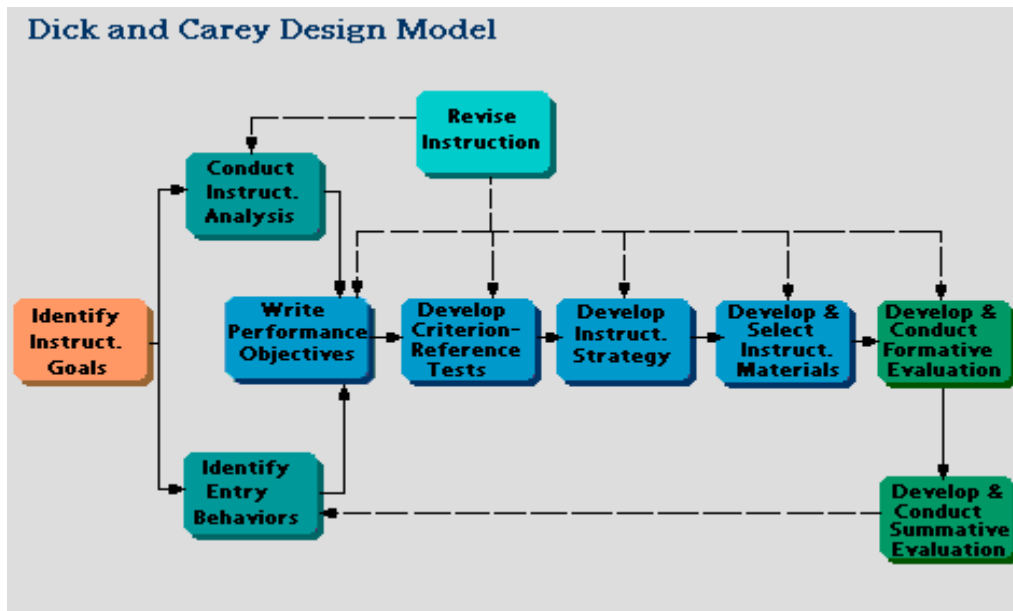 Dick and Carey Design Model
Revise
Instruction
Conduct
Instruct.
Analysis
Identify
Instruct.
Goals
Write
Performance
Objectives
Develop
Criterion-
Reference
Tests
Develop
Instruct.
Strategy
Develop &
Select
Instruct.
Materials
Develop &
Conduct
Formative
Evaluation
Identify
Entry
Behaviors
Develop &
Conduct
Summative
Evaluation